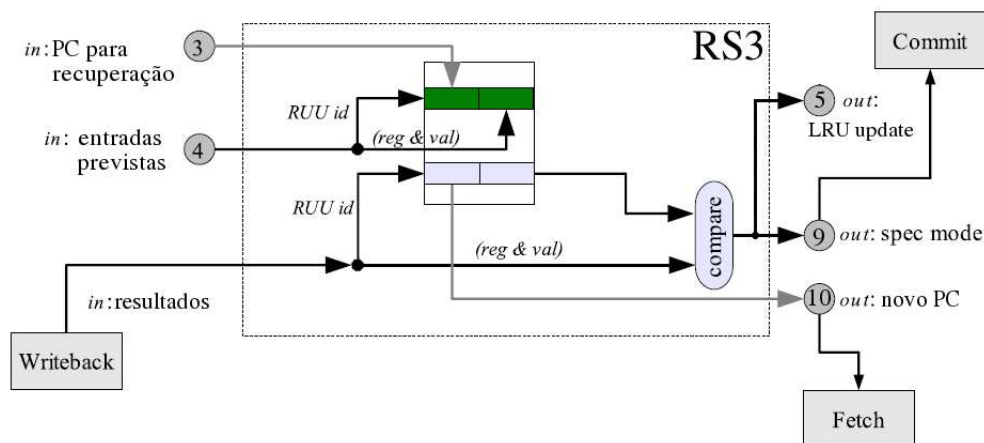 in: PC para
recuperação
3
RS3
Commit
RUU id
5
out:
LRU update
in: entradas
previstas
4
(reg & val)
RUU id
compare
9
out: spec mode
(reg & val)
in: resultados
10
out: novo PC
Writeback
Fetch